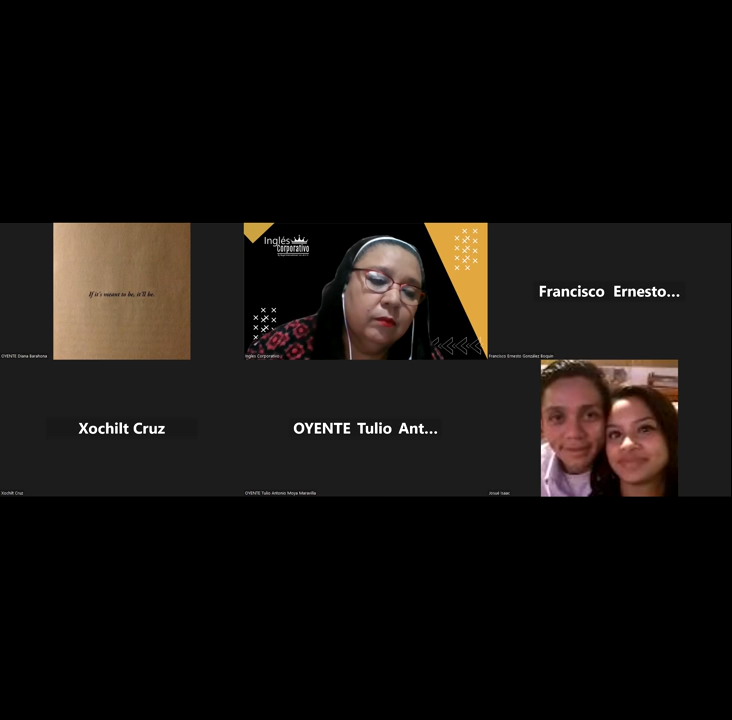 If it's meant to be, it'll be.
OYENTE Diana Barahona
Inglés
Corporativo
Inglés Corporativo
Francisco Ernesto...
Francisco Ernesto González Roquin
Xochilt Cruz
Xochilt Cruz
OYENTE Tulio Ant...
OYENTE Tulio Antonio Moya Maravilla
Josué Isaac